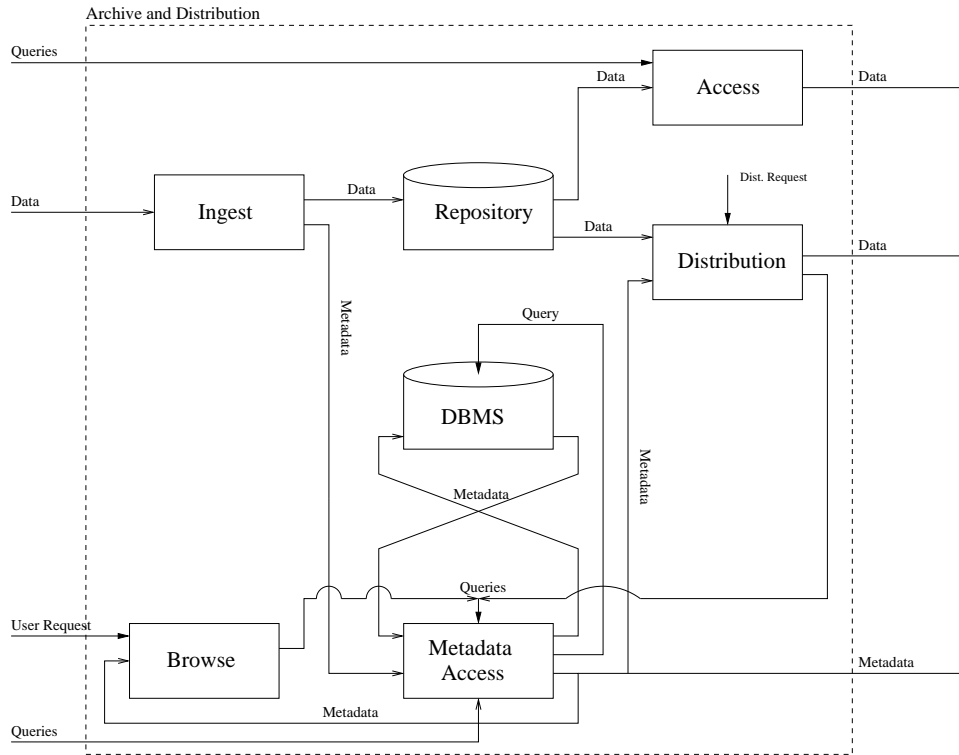 Archive and Distribution
Queries
Data
Access
Data
Data
Ingest
Data
Repository
Dist. Request
Data
Distribution
Data
Metadata
Query
DBMS
Metadata
Metadata
Queries
User Request
Browse
Metadata
Access
Metadata
Metadata
Queries